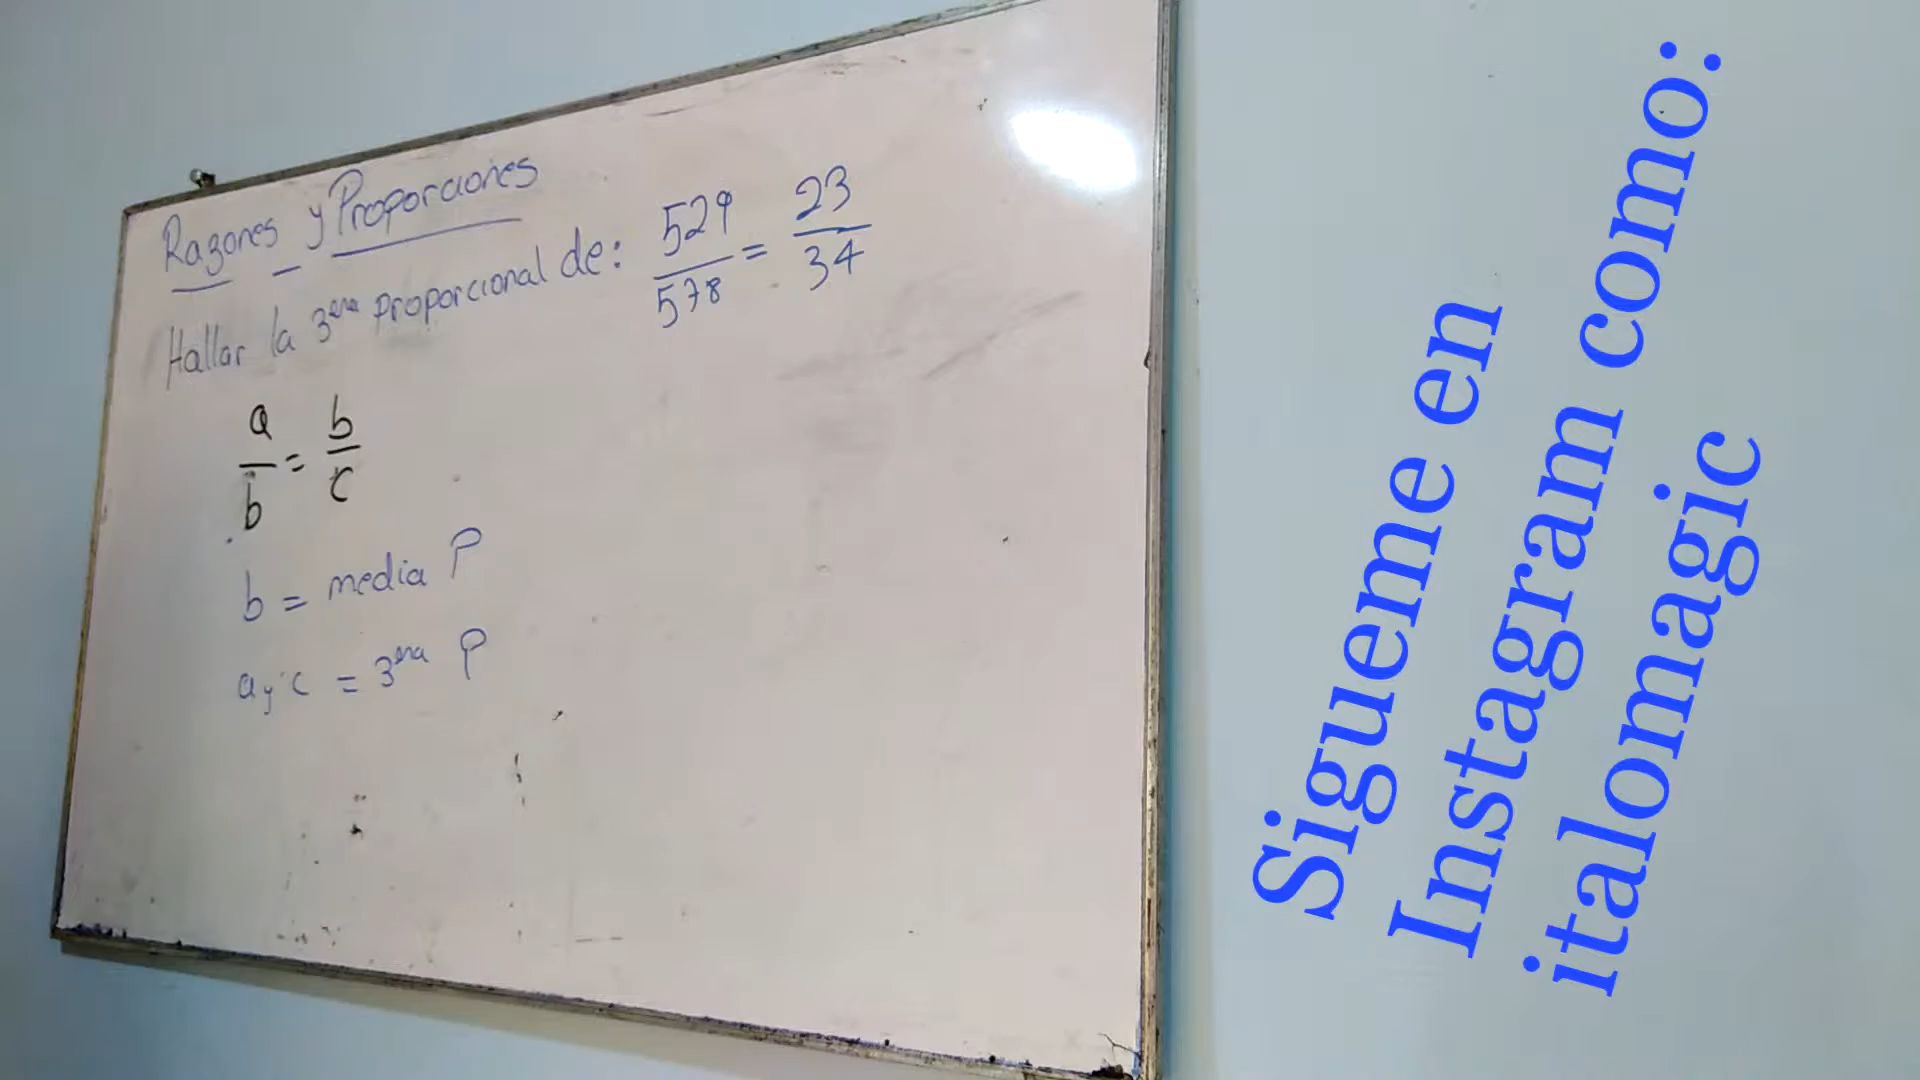 Razones y Proporciones
Hallar la 3era proporcional de: 529/578 = 23/34
a/b = b/c
b = media P
a y c = 3era P
Sigueme en
Instagram como:
italomagic